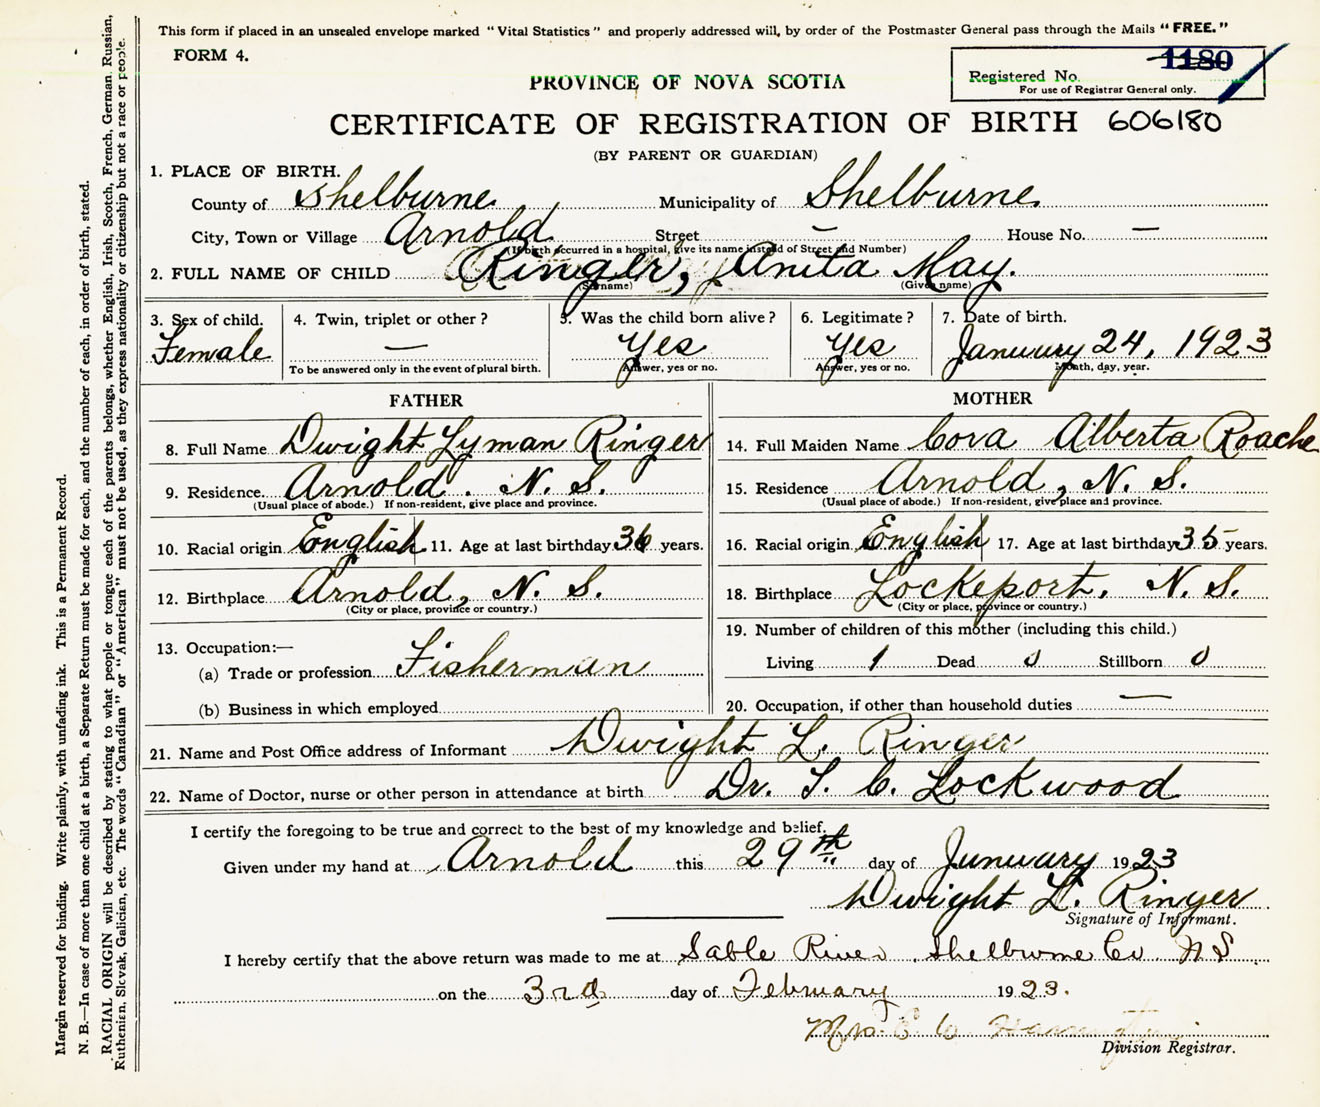 This form if placed in an unsealed envelope marked "Vital Statistics" and properly addressed will, by order of the Postmaster General pass through the Mails "FREE."
FORM 4.
1180
Registered No.
For use of Registrar General only.
PROVINCE OF NOVA SCOTIA
CERTIFICATE OF REGISTRATION OF BIRTH 606180
(BY PARENT OR GUARDIAN)
1. PLACE OF BIRTH.
County of Shelburne Municipality of Shelburne
City, Town or Village Arnold Street — House No. —
(If birth occurred in a hospital, give its name instead of Street and Number)
2. FULL NAME OF CHILD Ringer, Anita May.
(Surname) (Given name)
3. Sex of child. 4. Twin, triplet or other? 5. Was the child born alive? 6. Legitimate? 7. Date of birth.
Female — Yes Yes January 24, 1923
To be answered only in the event of plural birth. Answer, yes or no. Answer, yes or no. Month, day, year.
FATHER
8. Full Name Dwight Lyman Ringer
9. Residence. Arnold. N. S.
(Usual place of abode.) If non-resident, give place and province.
10. Racial origin English 11. Age at last birthday 36 years.
12. Birthplace Arnold, N. S.
(City or place, province or country.)
13. Occupation:—
(a) Trade or profession Fisherman
(b) Business in which employed
MOTHER
14. Full Maiden Name Cora Alberta Roache
15. Residence Arnold, N. S.
(Usual place of abode.) If non-resident, give place and province.
16. Racial origin English 17. Age at last birthday 35 years.
18. Birthplace Lockeport. N. S.
(City or place, province or country.)
19. Number of children of this mother (including this child.)
Living 1 Dead 0 Stillborn 0
20. Occupation, if other than household duties —
21. Name and Post Office address of Informant Dwight L. Ringer
22. Name of Doctor, nurse or other person in attendance at birth Dr. T. C. Lockwood
I certify the foregoing to be true and correct to the best of my knowledge and belief.
Given under my hand at Arnold this 29th day of Junuary 1923
Dwight L. Ringer
Signature of Informant.
I hereby certify that the above return was made to me at Sable River Shelburne Co N S
on the 3rd day of February 1923.
Mrs.
Division Registrar.
Margin reserved for binding. Write plainly, with unfading ink. This is a Permanent Record.
N. B.—In case of more than one child at a birth, a Separate Return must be made for each, and the number of each, in order of birth, stated.
RACIAL ORIGIN will be described by stating to what people or tongue each of the parents belongs, whether English, Irish, Scotch, French, German, Russian,
Ruthenian, Slovak, Galician, etc. The words "Canadian" or "American" must not be used, as they express nationality or citizenship but not a race or people.